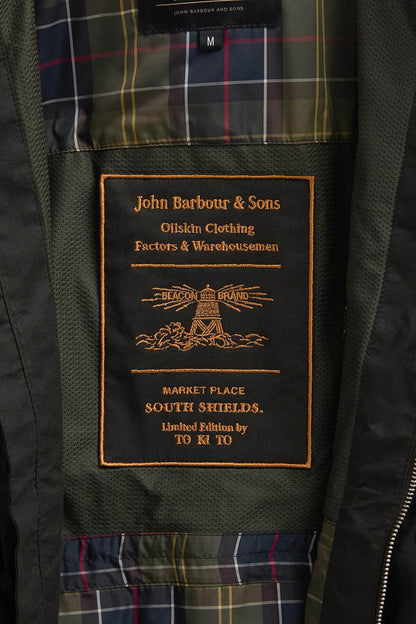 JOHN BARBOUR AND SONS
M
John Barbour & Sons
Oilskin Clothing
Factors & Warehousemen
BEACON BRAND
MARKET PLACE
SOUTH SHIELDS.
Limited Edition by
TO KI TO